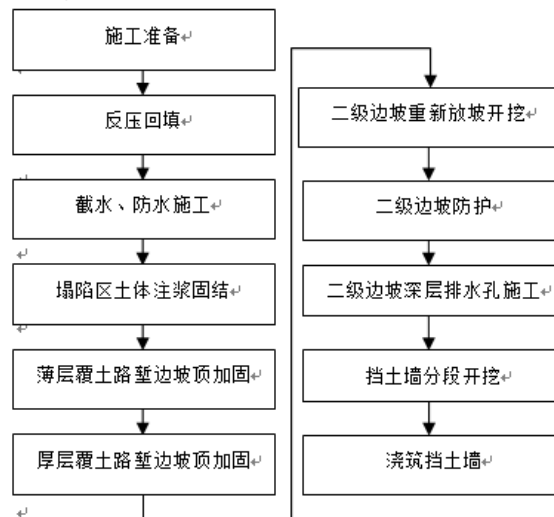 施工准备
反压回填
截水、防水施工
塌陷区土体注浆固结
薄层覆土路堑边坡顶加固
厚层覆土路堑边坡顶加固
二级边坡重新放坡开挖
二级边坡防护
二级边坡深层排水孔施工
挡土墙分段开挖
浇筑挡土墙